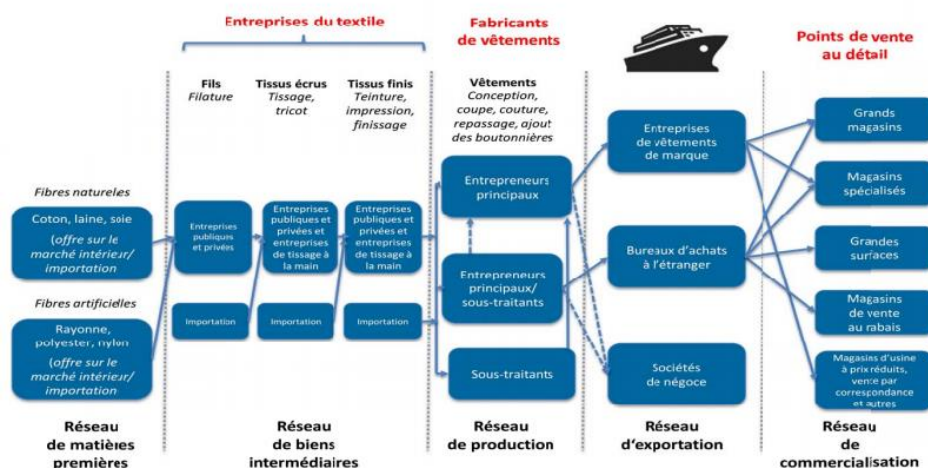 Entreprises du textile
Fabricants
de vêtements
Points de vente
au détail
Fils
Filature
Tissus écrus
Tissage,
tricot
Tissus finis
Teinture,
impression,
finissage
Vêtements
Conception,
coupe, couture,
repassage, ajout
des boutonnières
Fibres natureles
Coton, laine, soie
(offre sur le
marché intérieur/
importation
Fibres artificielles
Rayonne,
polyester, nylon
(offre sur le
marché intérieur/
importation
Entreprises
publiques
et privées
Importation
Entreprises
publiques et
privées et
entreprises
de tissage à
la main
Importation
Entreprises
publiques et
privées et
entreprises
de tissage à
la main
Importation
Entrepreneurs
principaux
Entrepreneurs
principaux/
sous-traitants
Sous-traitants
Entreprises
de vêtements
de marque
Bureaux d'achats
à l'étranger
Sociétés
de négoce
Grands
magasins
Magasins
spécialisés
Grandes
surfaces
Magasins
de vente
au rabais
Magasins d'usine
à prix réduits,
vente par
correspondance
et autres
Réseau
de matières
premières
Réseau
de biens
intermédiaires
Réseau
de production
Réseau
d'exportation
Réseau
de
commercialisation